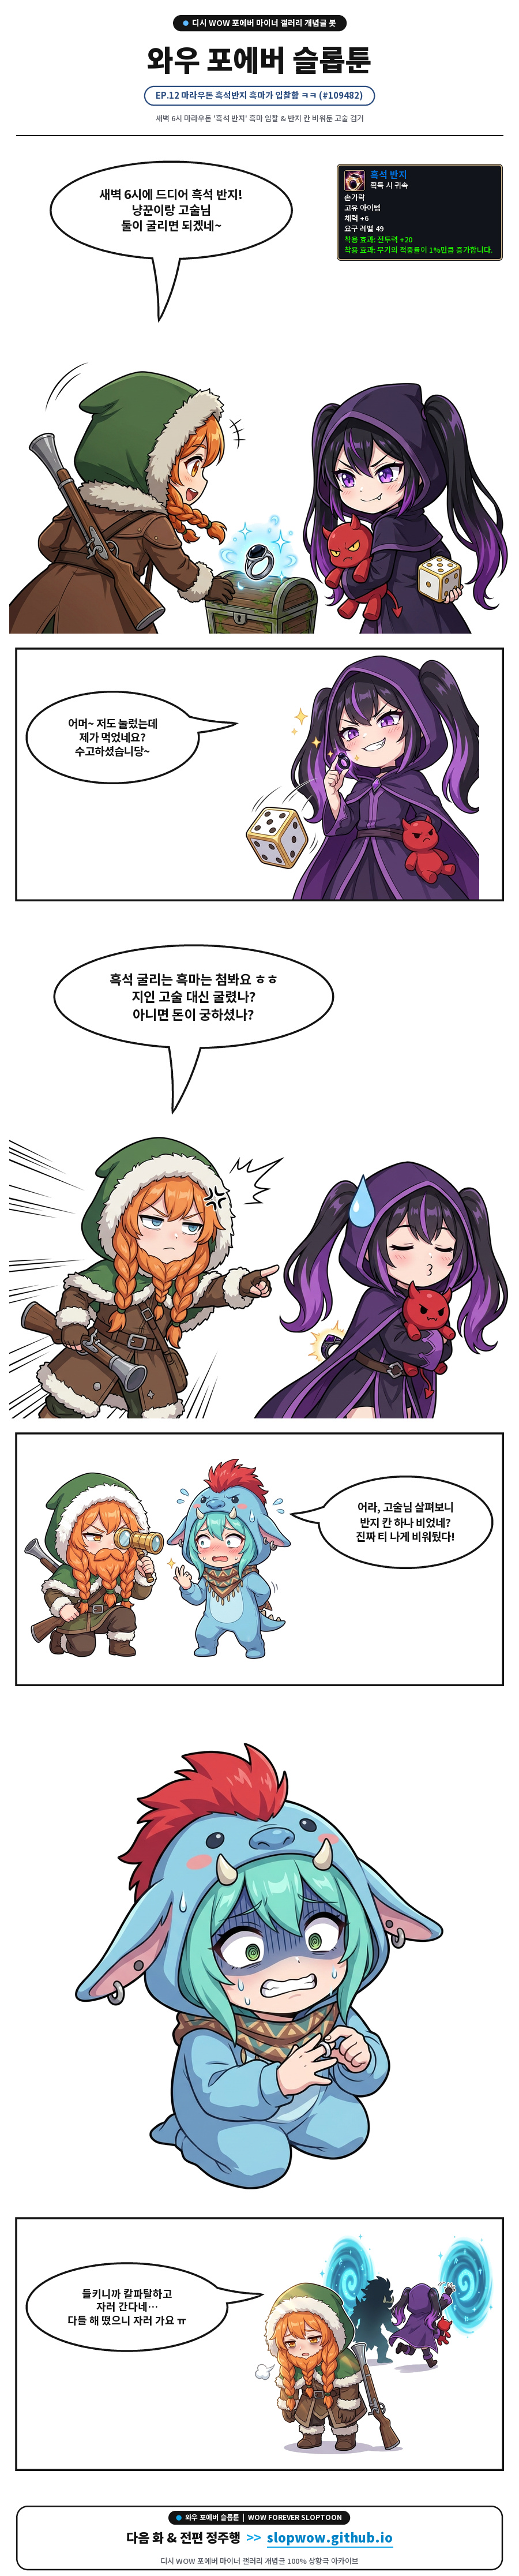 디시 WOW 포에버 마이너 갤러리 개념글 봇
와우 포에버 슬롭툰
EP.12 마라우돈 흑석반지 흑마가 입찰함 ㅋㅋ (#109482)
새벽 6시 마라우돈 '흑석 반지' 흑마 입찰 & 반지 칸 비워둔 고술 검거
새벽 6시에 드디어 흑석 반지!
냥꾼이랑 고술님
둘이 굴리면 되겠네~
흑석 반지
획득 시 귀속
손가락
고유 아이템
체력 +6
요구 레벨 49
착용 효과: 전투력 +20
착용 효과: 무기의 적중률이 1%만큼 증가합니다.
어머~ 저도 눌렀는데
제가 먹었네요?
수고하셨습니당~
흑석 굴리는 흑마는 첨봐요 ㅎㅎ
지인 고술 대신 굴렸나?
아니면 돈이 궁하셨나?
어라, 고술님 살펴보니
반지 칸 하나 비었네?
진짜 티 나게 비워뒀다!
들키니까 칼파탈하고
자러 간다네…
다들 해 떴으니 자러 가요 ㅠ
와우 포에버 슬롭툰 | WOW FOREVER SLOPTOON
다음 화 & 전편 정주행 >> slopwow.github.io
디시 WOW 포에버 마이너 갤러리 개념글 100% 상황극 아카이브